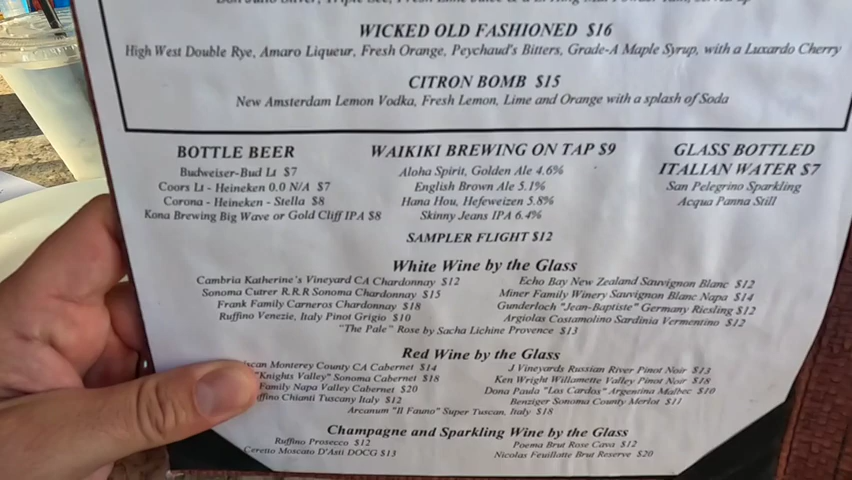 WICKED OLD FASHIONED $16
High West Double Rye, Amaro Liqueur, Fresh Orange, Peychaud's Bitters, Grade-A Maple Syrup, with a Luxardo Cherry
CITRON BOMB $15
New Amsterdam Lemon Vodka, Fresh Lemon, Lime and Orange with a splash of Soda
BOTTLE BEER
Budweiser-Bud Lt $7
Coors Lt - Heineken 0.0 N/A $7
Corona - Heineken - Stella $8
Kona Brewing Big Wave or Gold Cliff IPA $8
WAIKIKI BREWING ON TAP $9
Aloha Spirit, Golden Ale 4.6%
English Brown Ale 5.1%
Hana Hou, Hefeweizen 5.8%
Skinny Jeans IPA 6.4%
SAMPLER FLIGHT $12
GLASS BOTTLED
ITALIAN WATER $7
San Pelegrino Sparkling
Acqua Panna Still
White Wine by the Glass
Cambria Katherine's Vineyard CA Chardonnay $12
Sonoma Cutrer R.R.R Sonoma Chardonnay $15
Frank Family Carneros Chardonnay $18
Ruffino Venezie, Italy Pinot Grigio $10
Echo Bay New Zealand Sauvignon Blanc $12
Miner Family Winery Sauvignon Blanc Napa $14
Gunderloch "Jean-Baptiste" Germany Riesling $12
Argiolas Costamolino Sardinia Vermentino $12
"The Pale" Rose by Sacha Lichine Provence $13
Red Wine by the Glass
Monterey County CA Cabernet $14
"Knights Valley" Sonoma Cabernet $18
Family Napa Valley Cabernet $20
Chianti Tuscany Italy $12
J Vineyards Russian River Pinot Noir $13
Ken Wright Willamette Valley Pinot Noir $18
Dona Paula "Los Cardos" Argentina Malbec $10
Benziger Sonoma County Merlot $11
Arcanum "Il Fauno" Super Tuscan, Italy $18
Champagne and Sparkling Wine by the Glass
Ruffino Prosecco $12
Ceretto Moscato D'Asti DOCG $13
Poema Brut Rose Cava $12
Nicolas Feuillatte Brut Reserve $20